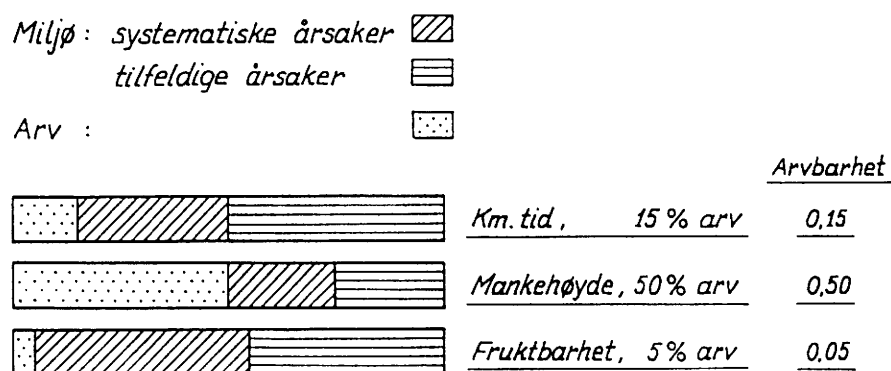 Miljø : systematiske årsaker
tilfeldige årsaker
Arv :
Arvbarhet
Km. tid , 15 % arv 0,15
Mankehøyde, 50 % arv 0,50
Fruktbarhet, 5 % arv 0,05